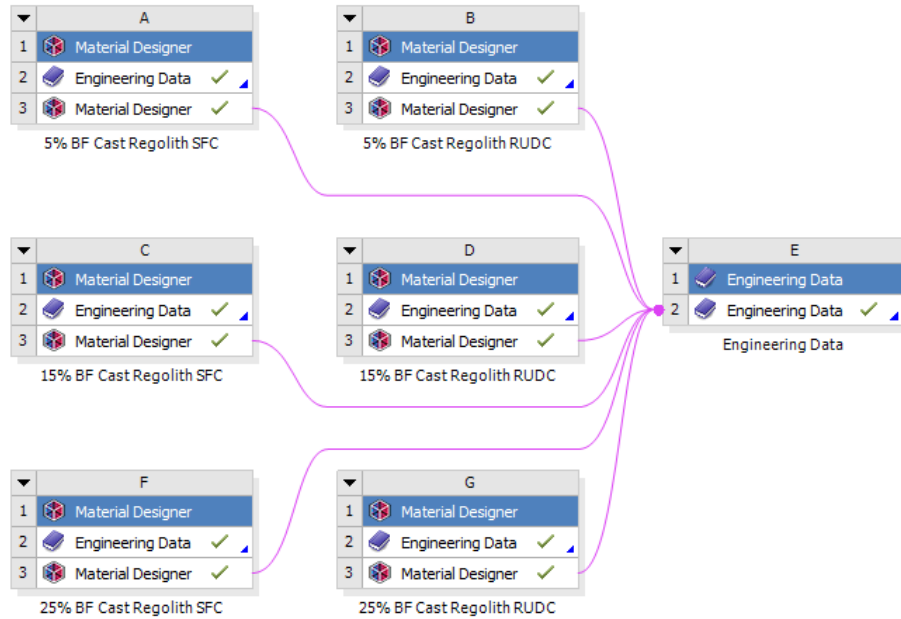 A
1 Material Designer
2 Engineering Data
3 Material Designer
5% BF Cast Regolith SFC
B
1 Material Designer
2 Engineering Data
3 Material Designer
5% BF Cast Regolith RUDC
C
1 Material Designer
2 Engineering Data
3 Material Designer
15% BF Cast Regolith SFC
D
1 Material Designer
2 Engineering Data
3 Material Designer
15% BF Cast Regolith RUDC
E
1 Engineering Data
2 Engineering Data
Engineering Data
F
1 Material Designer
2 Engineering Data
3 Material Designer
25% BF Cast Regolith SFC
G
1 Material Designer
2 Engineering Data
3 Material Designer
25% BF Cast Regolith RUDC